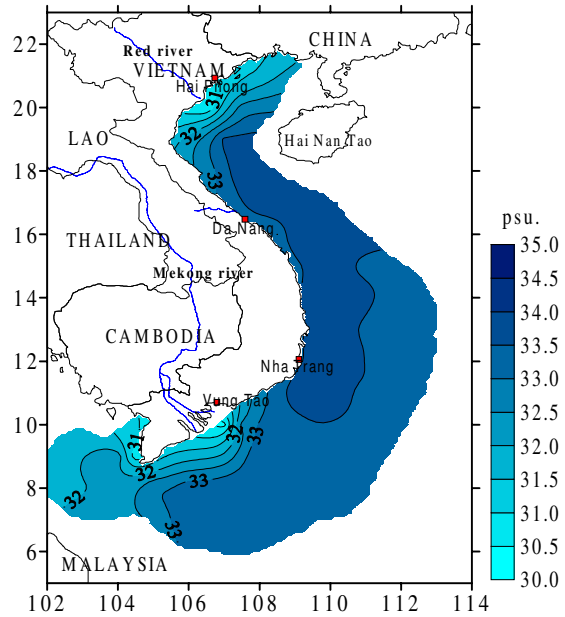 CHINA
Red river
VIETNAM
Hai Phong
31
32
Hai Nan Tao
LAO
33
THAILAND
Da Nang.
Mekong river
CAMBODIA
Nha Trang
Vung Tao
31
32
33
32
33
32
33
MALAYSIA
22
20
18
16
14
12
10
8
6
102 104 106 108 110 112 114
psu.
35.0
34.5
34.0
33.5
33.0
32.5
32.0
31.5
31.0
30.5
30.0